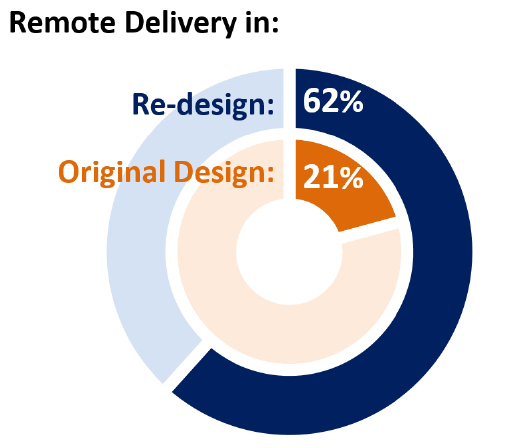 Remote Delivery in:
Re-design: 62%
Original Design: 21%